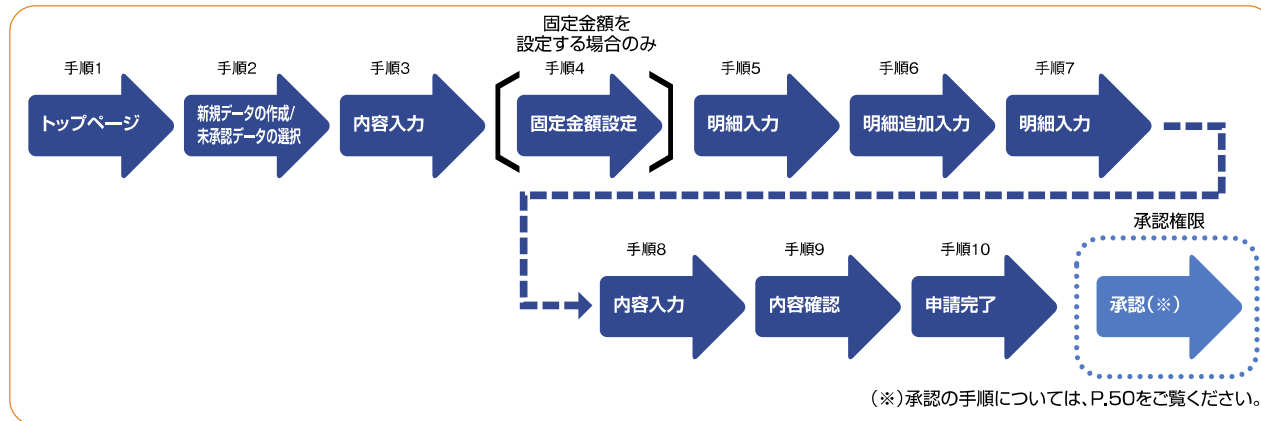 固定金額を
設定する場合のみ
手順1
手順2
手順3
手順4
手順5
手順6
手順7
トップページ
新規データの作成/
未承認データの選択
内容入力
固定金額設定
明細入力
明細追加入力
明細入力
承認権限
手順8
手順9
手順10
内容入力
内容確認
申請完了
承認(※)
(※)承認の手順については、P.50をご覧ください。